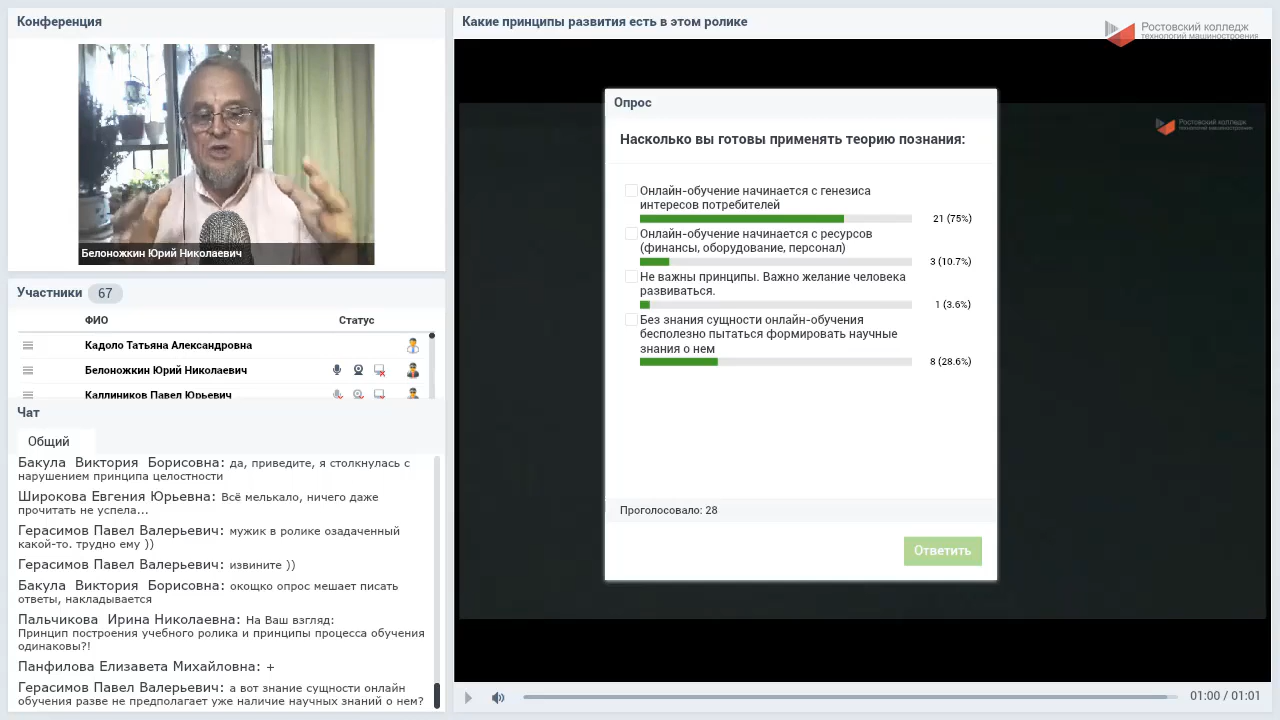 Конференция
Белоножкин Юрий Николаевич
Участники 67
ФИО Статус
Кадоло Татьяна Александровна
Белоножкин Юрий Николаевич
Каллиников Павел Юрьевич
Чат
Общий
Бакула Виктория Борисовна: да, приведите, я столкнулась с
нарушением принципа целостности
Широкова Евгения Юрьевна: Всё мелькало, ничего даже
прочитать не успела...
Герасимов Павел Валерьевич: мужик в ролике озадаченный
какой-то. трудно ему ))
Герасимов Павел Валерьевич: извините ))
Бакула Виктория Борисовна: окощко опрос мешает писать
ответы, накладывается
Пальчикова Ирина Николаевна: На Ваш взгляд:
Принцип построения учебного ролика и принципы процесса обучения
одинаковы?!
Панфилова Елизавета Михайловна: +
Герасимов Павел Валерьевич: а вот знание сущности онлайн
обучения разве не предполагает уже наличие научных знаний о нем?
Какие принципы развития есть в этом ролике
Ростовский колледж
технологий машиностроения
Ростовский колледж
технологий машиностроения
Опрос
Насколько вы готовы применять теорию познания:
Онлайн-обучение начинается с генезиса
интересов потребителей
21 (75%)
Онлайн-обучение начинается с ресурсов
(финансы, оборудование, персонал)
3 (10.7%)
Не важны принципы. Важно желание человека
развиваться.
1 (3.6%)
Без знания сущности онлайн-обучения
бесполезно пытаться формировать научные
знания о нем
8 (28.6%)
Проголосовало: 28
Ответить
01:00 / 01:01